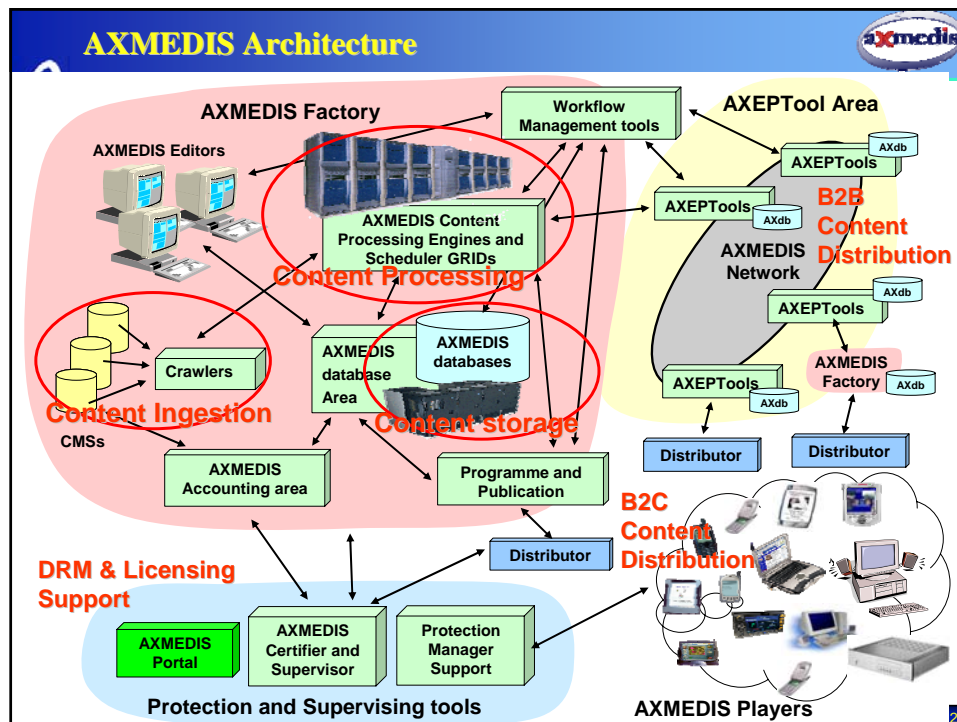 AXMEDIS Architecture
axmedis
AXMEDIS Factory
Workflow
Management tools
AXEPTool Area
AXMEDIS Editors
AXdb
AXEPTools
AXEPTools
AXdb
B2B
Content
Distribution
AXMEDIS Content
Processing Engines and
Scheduler GRIDs
Content Processing
AXMEDIS
Network
AXdb
AXEPTools
AXMEDIS
database
Area
AXMEDIS
databases
Crawlers
Content Ingestion
CMSs
Content storage
AXMEDIS
Factory
AXdb
AXEPTools
AXdb
Distributor
Distributor
AXMEDIS
Accounting area
Programme and
Publication
B2C
Content
Distribution
Distributor
DRM & Licensing
Support
AXMEDIS
Portal
AXMEDIS
Certifier and
Supervisor
Protection
Manager
Support
Protection and Supervising tools
AXMEDIS Players
2